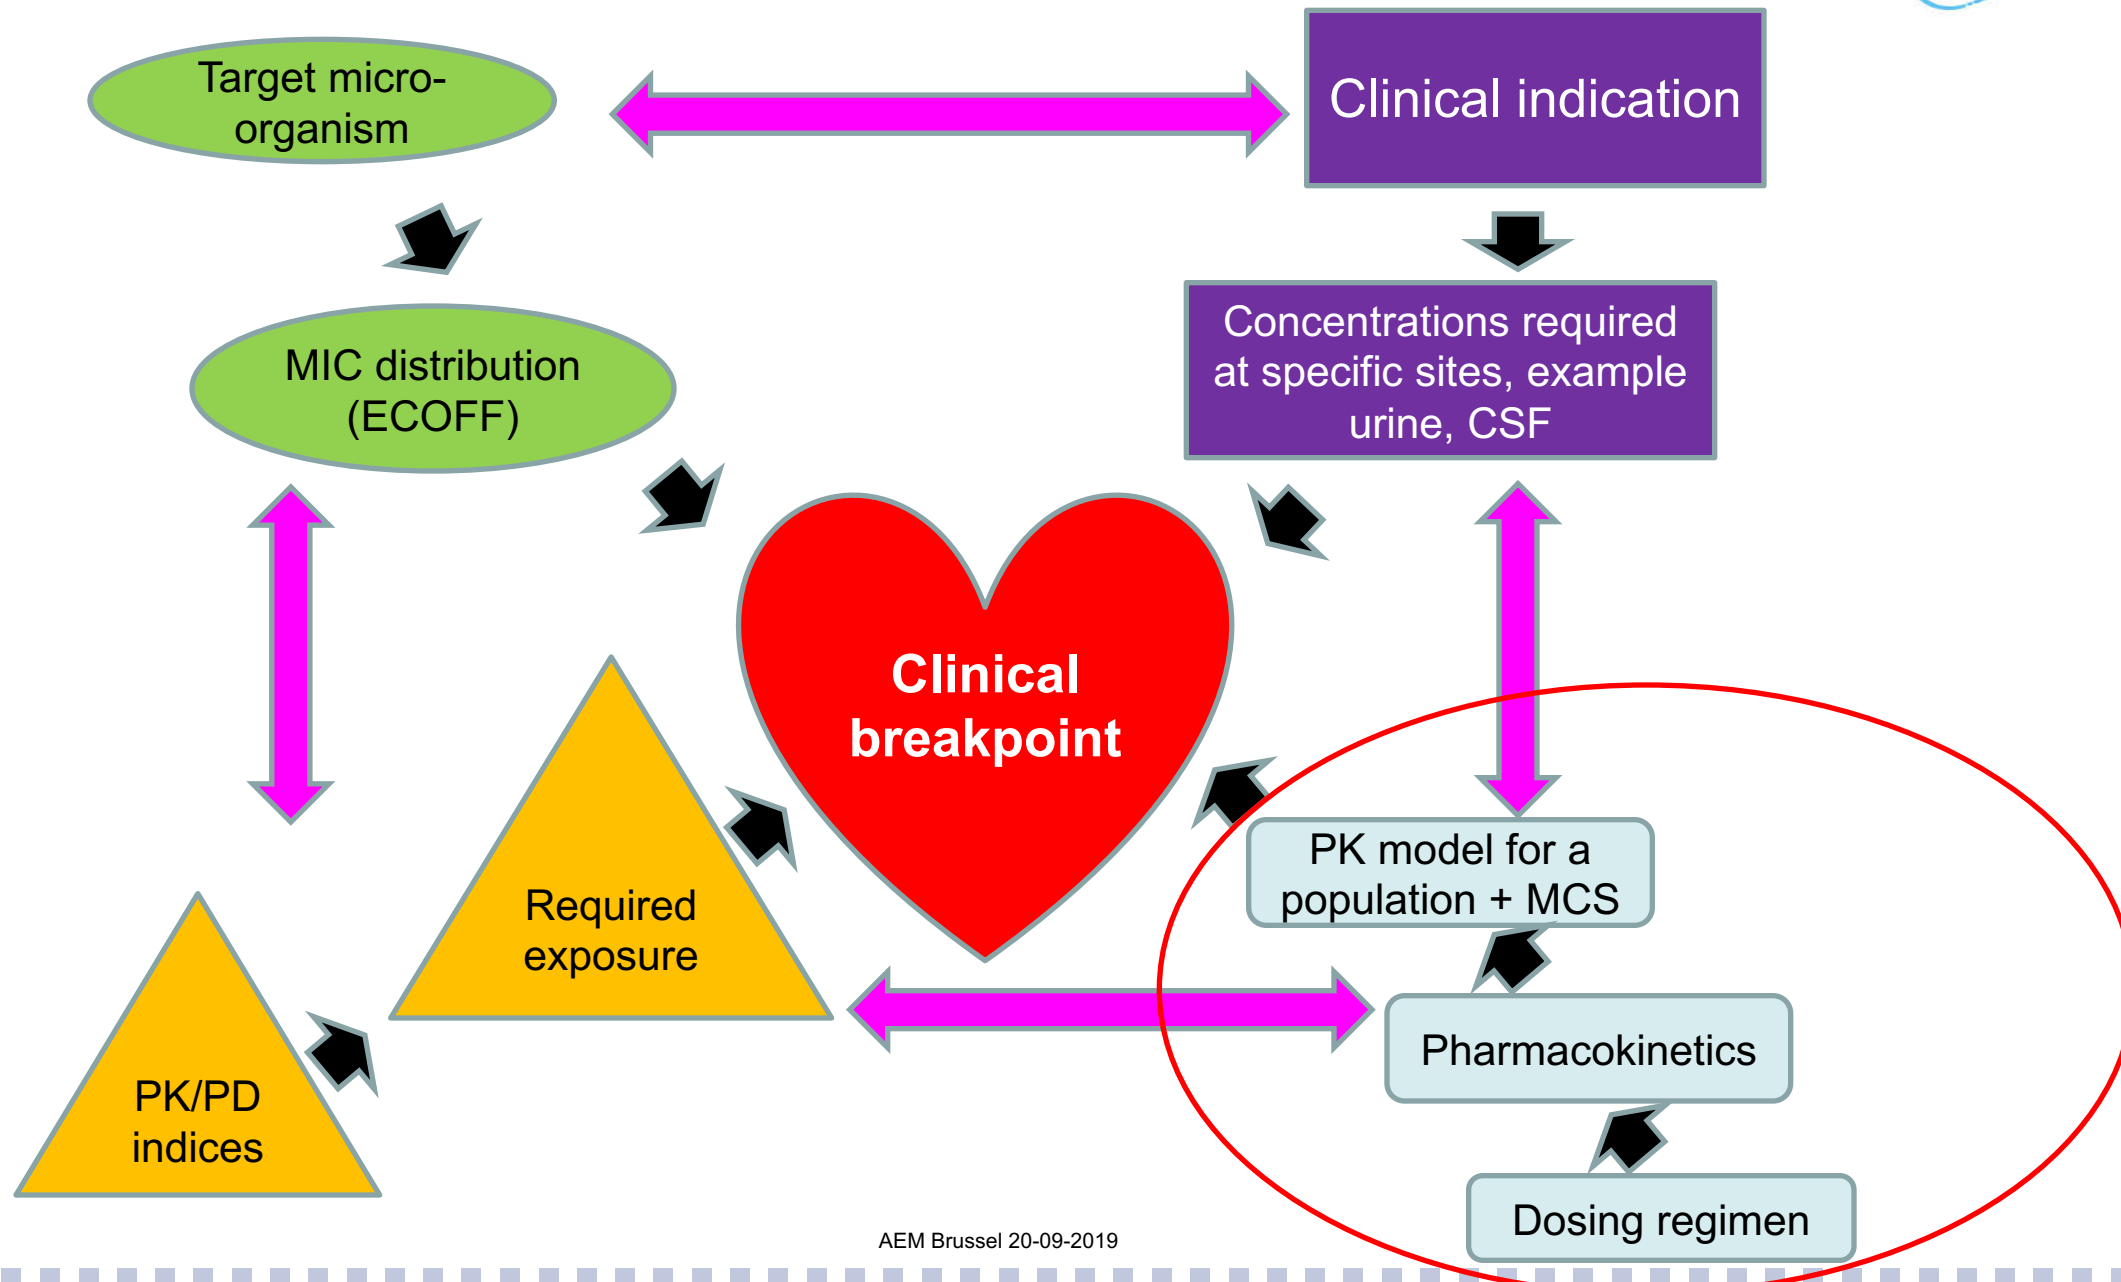 Target micro-
organism
Clinical indication
MIC distribution
(ECOFF)
Concentrations required
at specific sites, example
urine, CSF
Clinical
breakpoint
Required
exposure
PK/PD
indices
PK model for a
population + MCS
Pharmacokinetics
Dosing regimen
AEM Brussel 20-09-2019